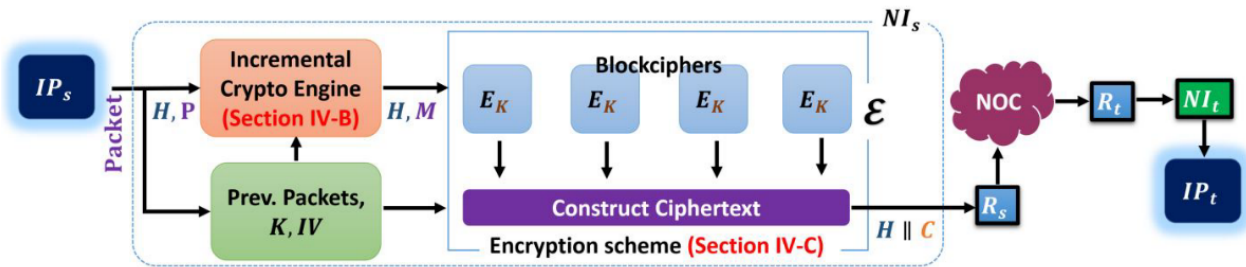 NI_s
IP_s
Packet
H, P
Incremental
Crypto Engine
(Section IV-B)
H, M
Prev. Packets,
K, IV
Blockciphers
E_K
E_K
E_K
E_K
ℰ
Construct Ciphertext
Encryption scheme (Section IV-C)
H ∥ C
R_s
NOC
R_t
NI_t
IP_t